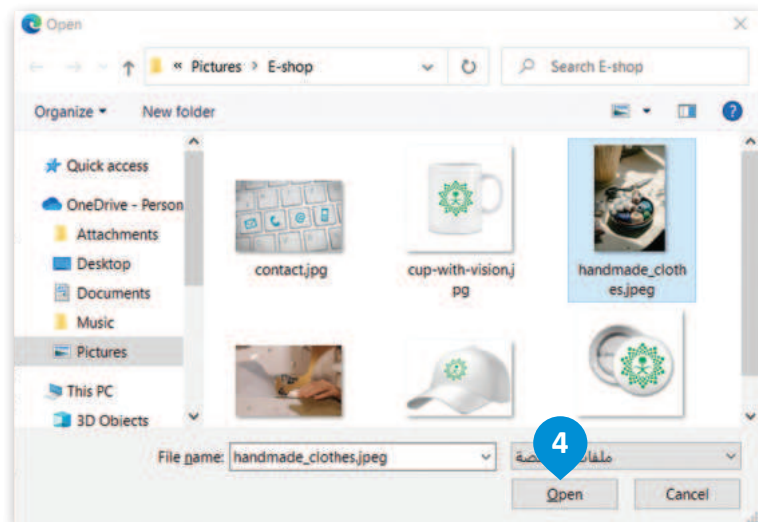 Open
« Pictures > E-shop
Search E-shop
Organize
New folder
Quick access
OneDrive - Person
Attachments
Desktop
Documents
Music
Pictures
This PC
3D Objects
contact.jpg
cup-with-vision.j
pg
handmade_cloth
es.jpeg
File name: handmade_clothes.jpeg
4
Open
Cancel